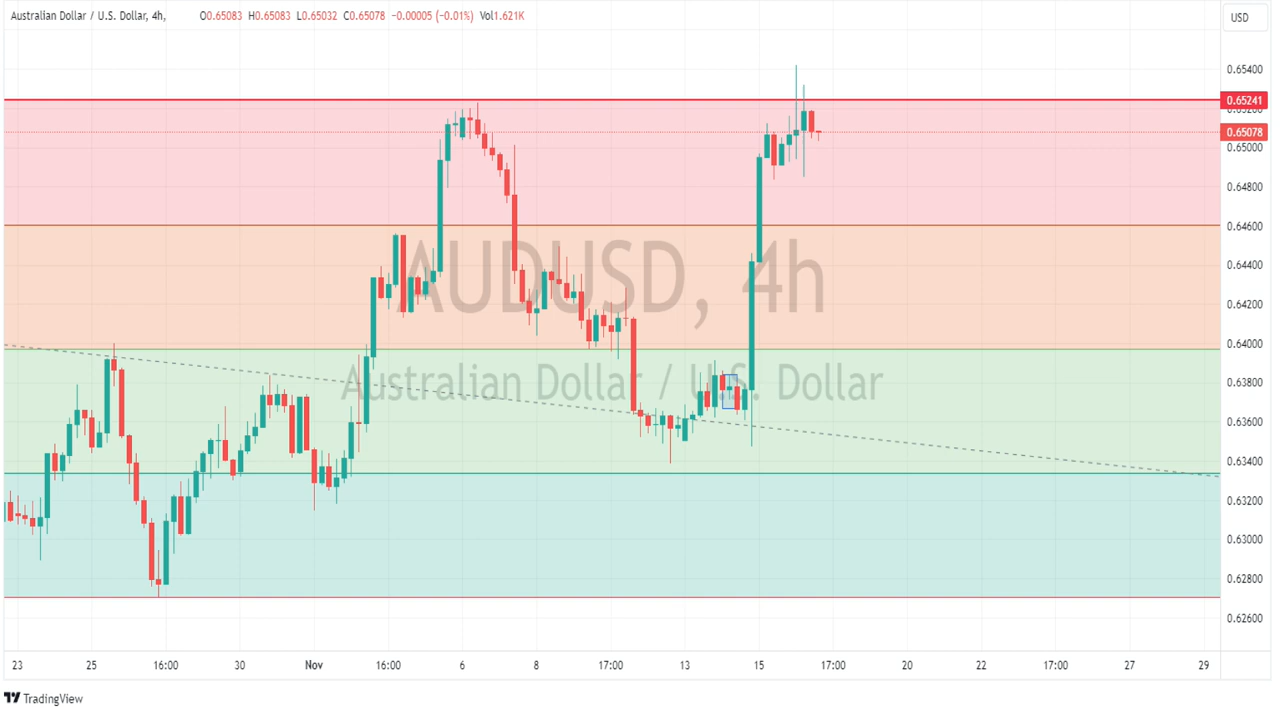 Australian Dollar / U.S. Dollar, 4h, O0.65083 H0.65083 L0.65032 C0.65078 −0.00005 (−0.01%) Vol1.621K
USD
0.65400
0.65241
0.65078
0.65000
0.64800
0.64600
0.64400
0.64200
0.64000
0.63800
0.63600
0.63400
0.63200
0.63000
0.62800
0.62600
AUDUSD, 4h
Australian Dollar / U.S. Dollar
23 25 16:00 30 Nov 16:00 6 8 17:00 13 15 17:00 20 22 17:00 27 29
TradingView